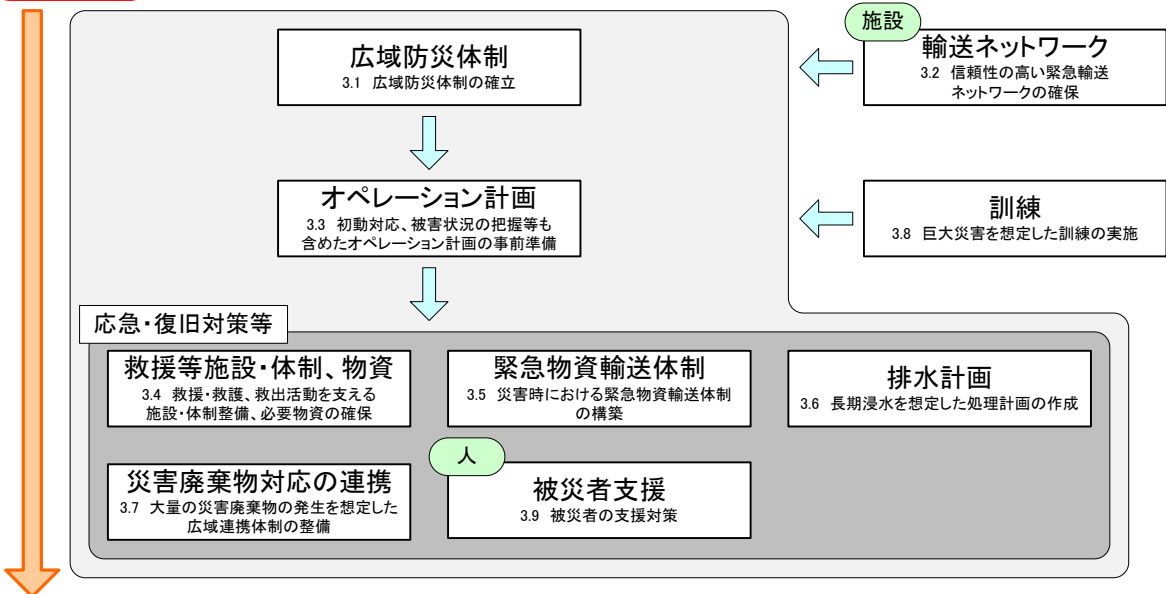 広域防災体制
3.1 広域防災体制の確立
施設
輸送ネットワーク
3.2 信頼性の高い緊急輸送
ネットワークの確保
オペレーション計画
3.3 初動対応、被害状況の把握等も
含めたオペレーション計画の事前準備
訓練
3.8 巨大災害を想定した訓練の実施
応急・復旧対策等
救援等施設・体制、物資
3.4 救援・救護、救出活動を支える
施設・体制整備、必要物資の確保
緊急物資輸送体制
3.5 災害時における緊急物資輸送体制
の構築
排水計画
3.6 長期浸水を想定した処理計画の作成
災害廃棄物対応の連携
3.7 大量の災害廃棄物の発生を想定した
広域連携体制の整備
人
被災者支援
3.9 被災者の支援対策